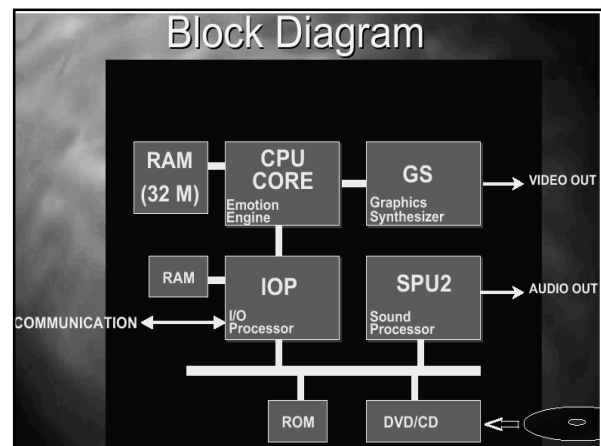 Block Diagram
RAM
(32 M)
CPU
CORE
Emotion
Engine
GS
Graphics
Synthesizer
VIDEO OUT
RAM
IOP
I/O
Processor
SPU2
Sound
Processor
AUDIO OUT
COMMUNICATION
ROM
DVD/CD